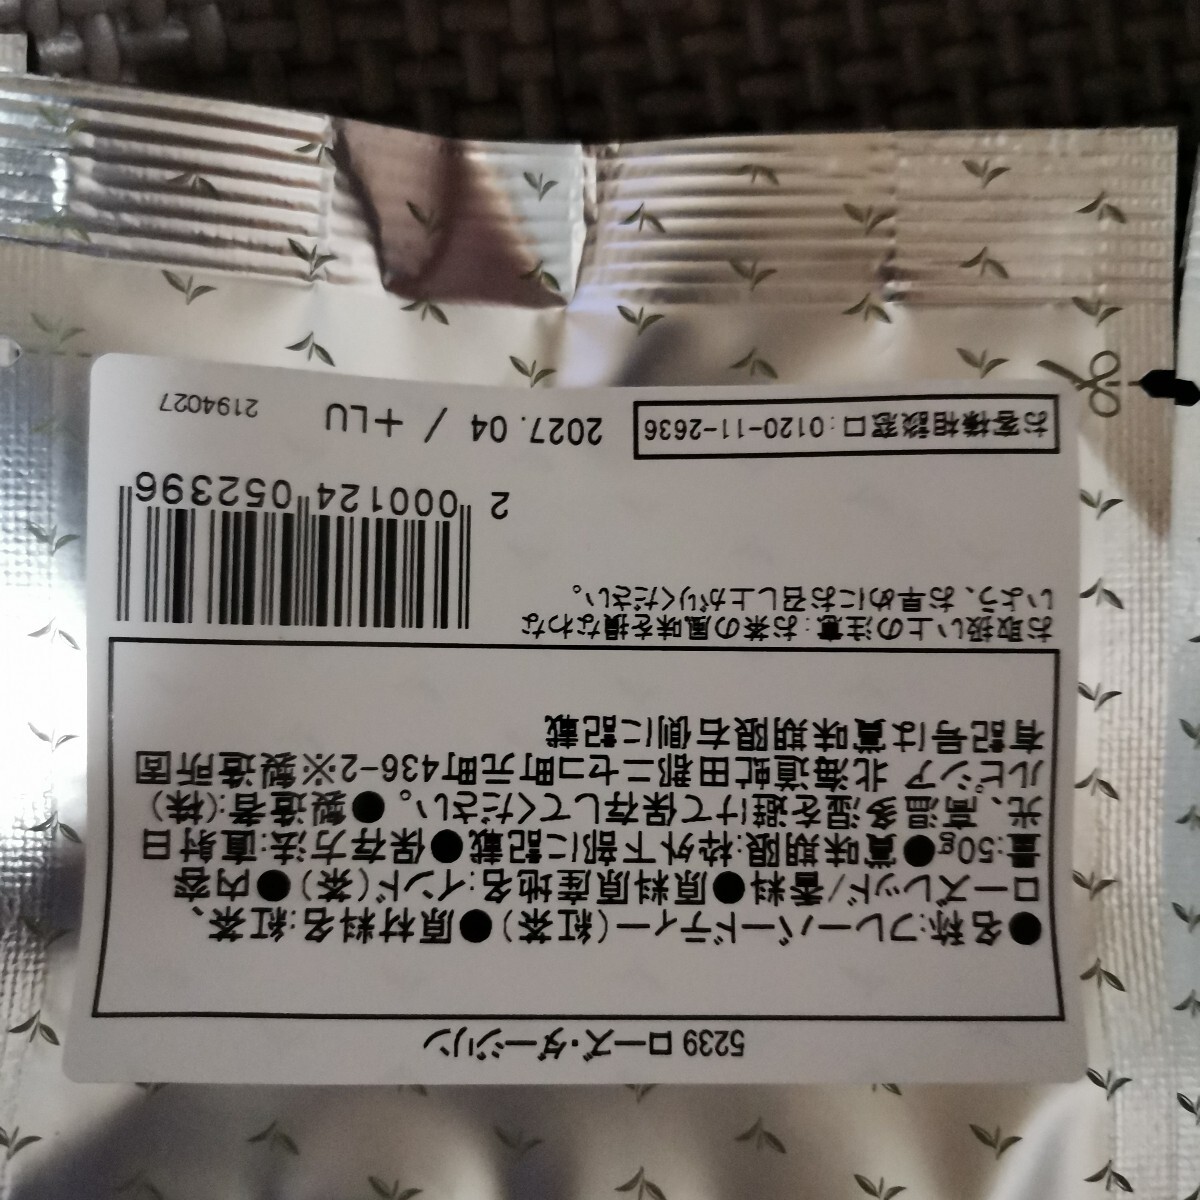 5239 ローズ・ダージリン
●名称:フレーバードティー(紅茶)●原材料名:紅茶、
ローズレッド/香料●原料原産地名:インド(茶)●内容
量:50g●賞味期限:枠外下部に記載●保存方法:直射日
光、高温多湿を避けて保存してください。●製造者:(株)
ルピシア 北海道虻田郡ニセコ町元町436-2※製造所固
有記号は賞味期限右側に記載
お取扱い上の注意:お茶の風味を損なわな
いよう、お早めにお召し上がりください。
2 000124 052396
お客様相談窓口:0120-11-2636
2027.04 / +LU
2194027